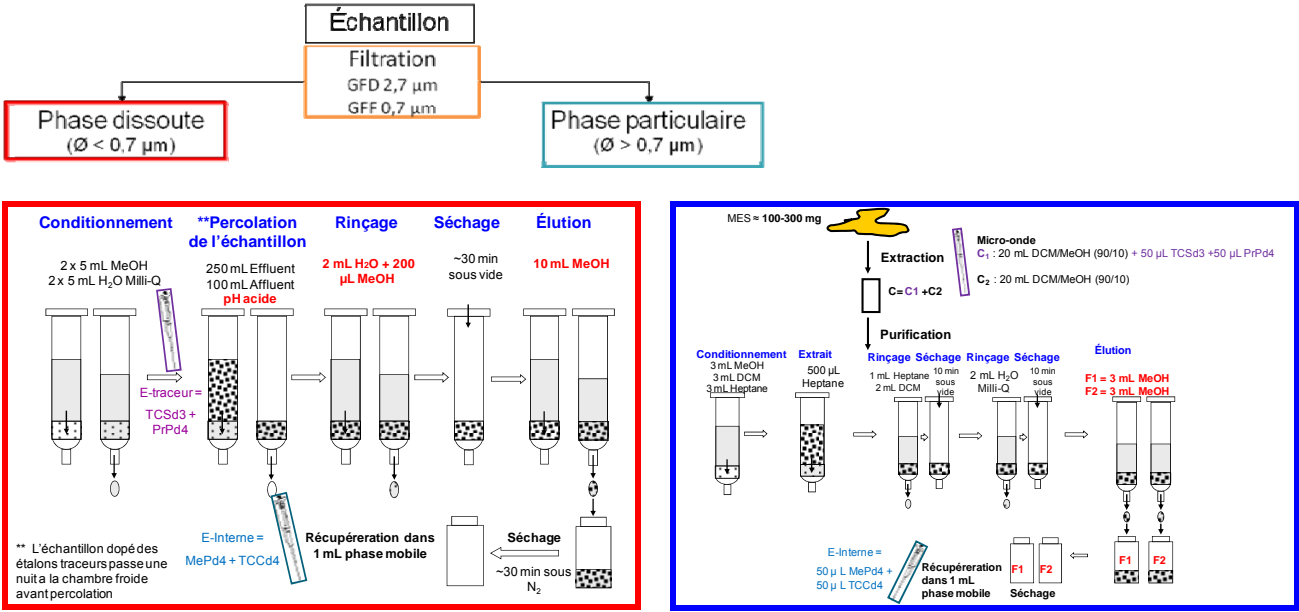 Échantillon
Filtration
GFD 2,7 µm
GFF 0,7 µm
Phase dissoute
(Ø < 0,7 µm)
Phase particulaire
(Ø > 0,7 µm)
Conditionnement
2 x 5 mL MeOH
2 x 5 mL H₂O Milli-Q
E-traceur =
TCSd3 +
PrPd4
**Percolation
de l'échantillon
250 mL Effluent
100 mL Affluent
pH acide
Rinçage
2 mL H₂O + 200
µL MeOH
Séchage
~30 min
sous vide
Élution
10 mL MeOH
** L'échantillon dopé des
étalons traceurs passe une
nuit a la chambre froide
avant percolation
E-Interne =
MePd4 + TCCd4
Récupéreration dans
1 mL phase mobile
Séchage
~30 min sous
N₂
MES ≈ 100-300 mg
Extraction
Micro-onde
C₁ : 20 mL DCM/MeOH (90/10) + 50 µL TCSd3 +50 µL PrPd4
C₂ : 20 mL DCM/MeOH (90/10)
C= C1 +C2
Purification
Conditionnement
3 mL MeOH
3 mL DCM
3 mL Heptane
Extrait
500 µL
Heptane
Rinçage
1 mL Heptane
2 mL DCM
Séchage
10 min
sous
vide
Rinçage
2 mL H₂O
Milli-Q
Séchage
10 min
sous
vide
Élution
F1 = 3 mL MeOH
F2 = 3 mL MeOH
F1
F2
F1
F2
Séchage
E-Interne =
50 µ L MePd4 +
50 µL TCCd4
Récupéreration
dans 1 mL
phase mobile